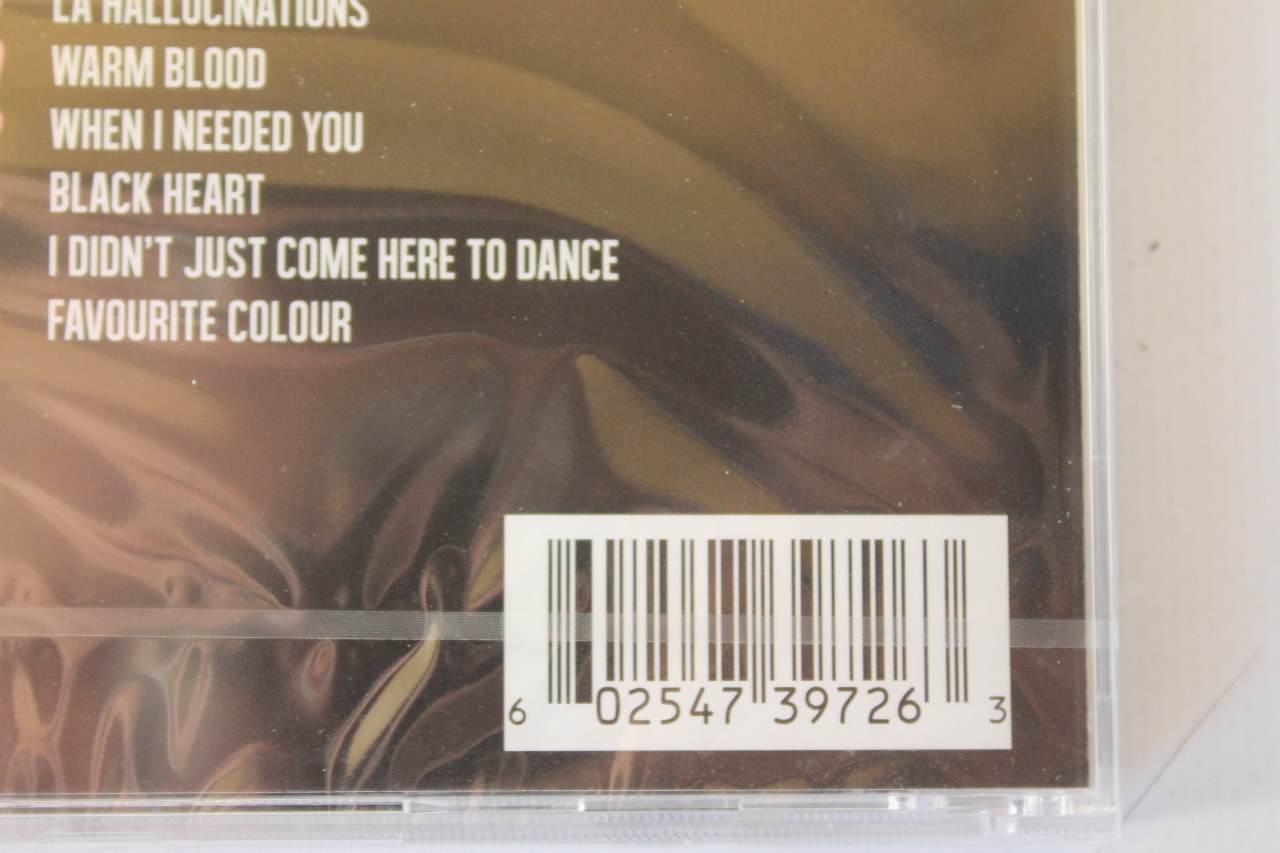 LA HALLUCINATIONS
WARM BLOOD
WHEN I NEEDED YOU
BLACK HEART
I DIDN'T JUST COME HERE TO DANCE
FAVOURITE COLOUR
6 02547 39726 3